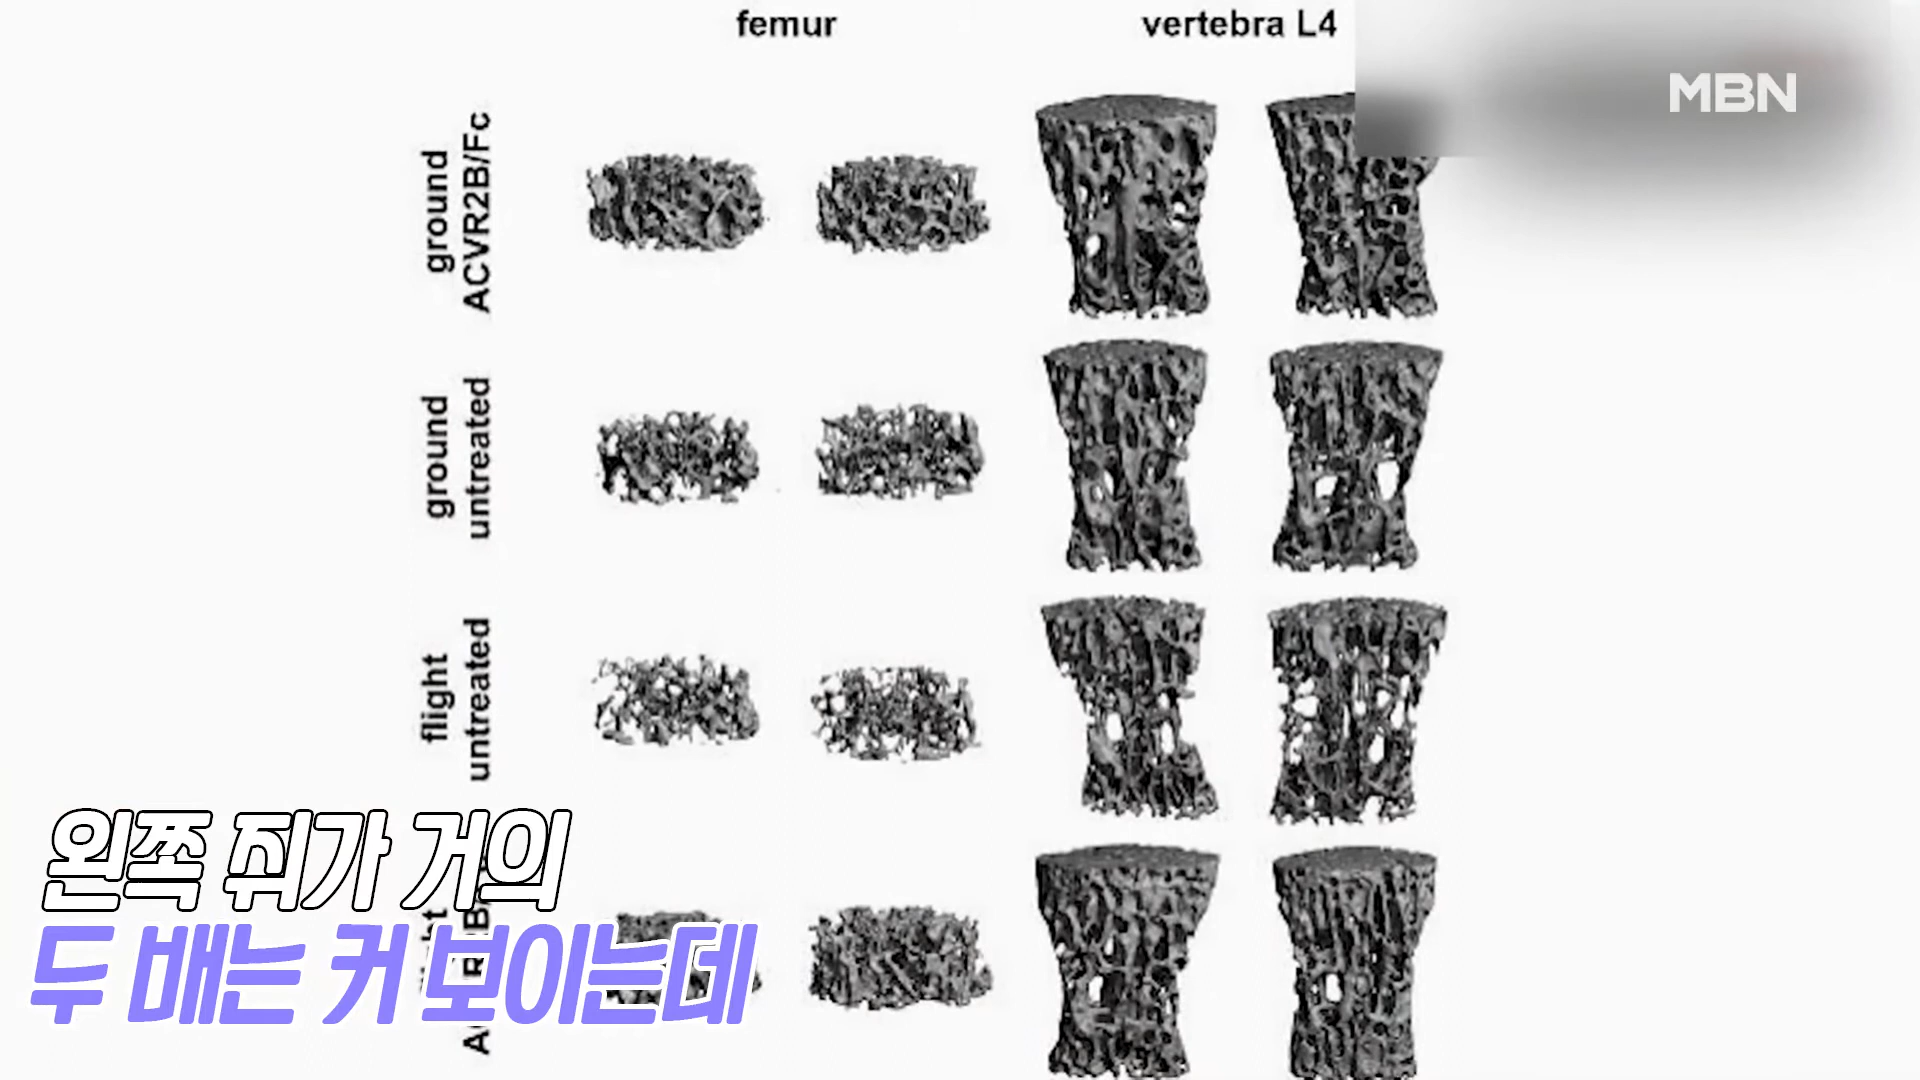 femur
vertebra L4
MBN
ground
ACVR2B/Fc
ground
untreated
flight
untreated
왼쪽 쥐가 거의
두 배는 커 보이는데